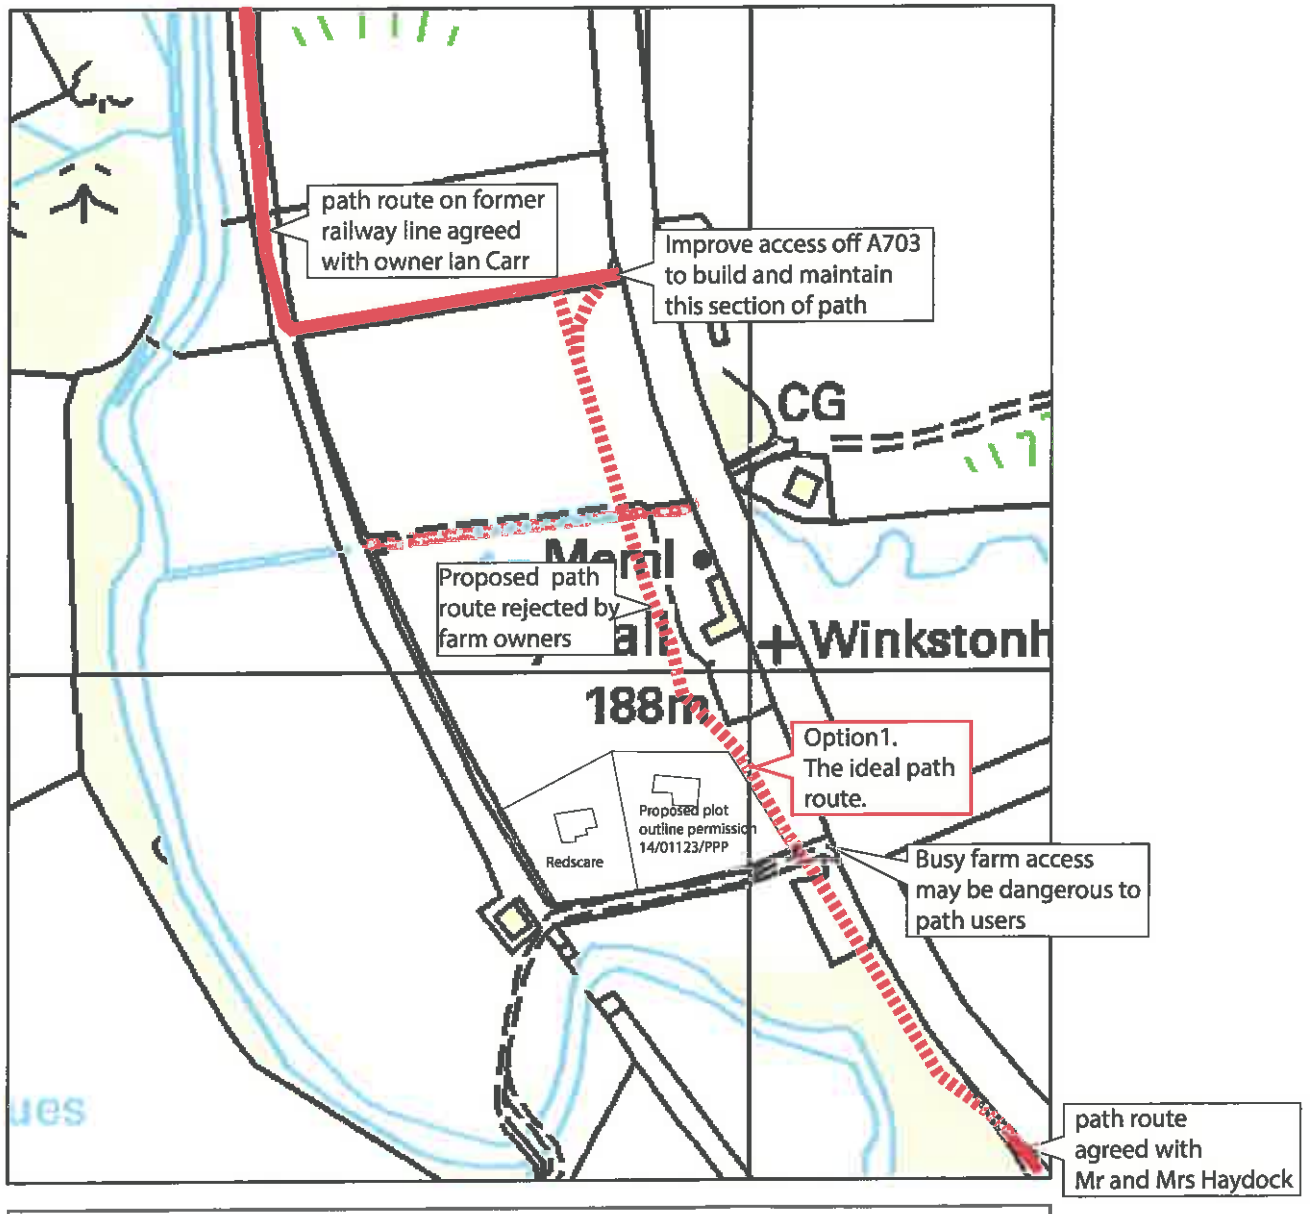 path route on former
railway line agreed
with owner Ian Carr
Improve access off A703
to build and maintain
this section of path
CG
Meml
Proposed path
route rejected by
farm owners
Winkstonh
188m
Option1.
The ideal path
route.
Proposed plot
outline permission
14/01123/PPP
Redscare
Busy farm access
may be dangerous to
path users
ues
path route
agreed with
Mr and Mrs Haydock